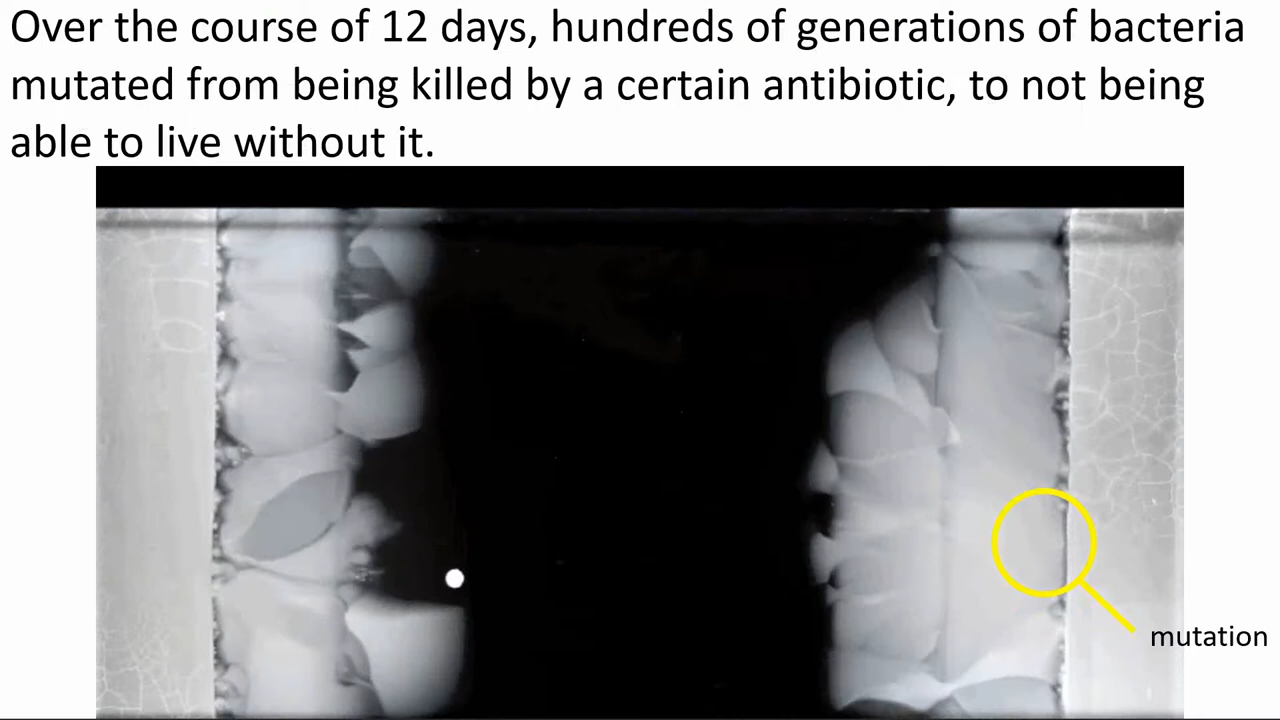 Over the course of 12 days, hundreds of generations of bacteria
mutated from being killed by a certain antibiotic, to not being
able to live without it.
mutation